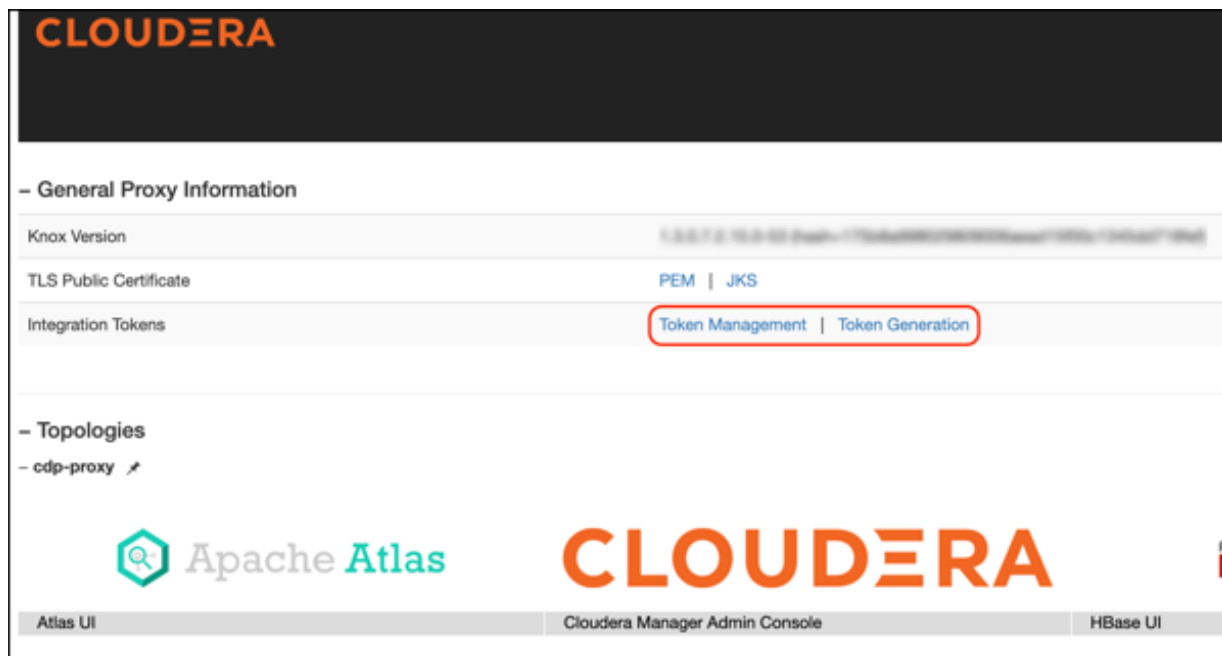 CLOUDERA
– General Proxy Information
Knox Version
TLS Public Certificate PEM | JKS
Integration Tokens Token Management | Token Generation
– Topologies
– cdp-proxy
Apache Atlas CLOUDERA
Atlas UI Cloudera Manager Admin Console HBase UI